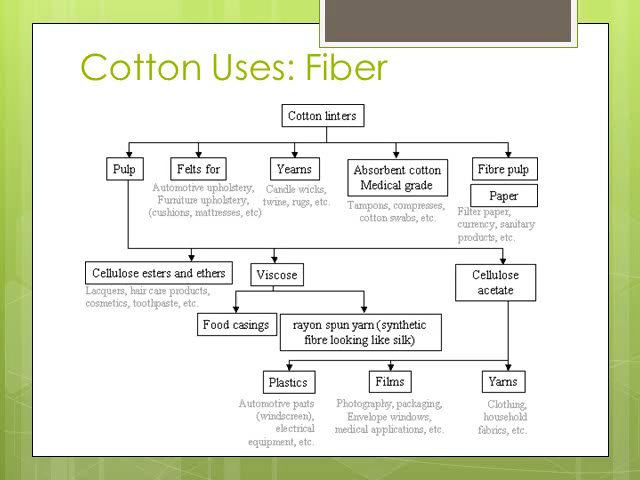 Cotton Uses: Fiber
Cotton linters
Pulp
Felts for
Automotive upholstery,
Furniture upholstery,
(cushions, mattresses, etc)
Yearns
Candle wicks,
twine, rugs, etc.
Absorbent cotton
Medical grade
Tampons, compresses,
cotton swabs, etc.
Fibre pulp
Paper
Filter paper,
currency, sanitary
products, etc.
Cellulose esters and ethers
Lacquers, hair care products,
cosmetics, toothpaste, etc.
Viscose
Cellulose
acetate
Food casings
rayon spun yarn (synthetic
fibre looking like silk)
Plastics
Automotive parts
(windscreen),
electrical
equipment, etc.
Films
Photography, packaging,
Envelope windows,
medical applications, etc.
Yarns
Clothing,
household
fabrics, etc.